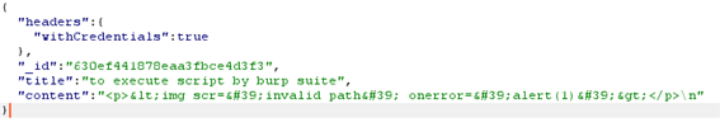 {
"headers":{
"withCredentials":true
},
"_id":"630ef441878eaa3fbce4d3f3",
"title":"to execute script by burp suite",
"content":"<p>&lt;img scr=&#39;invalid path&#39; onerror=&#39;alert(1)&#39;&gt;</p>\n"
}